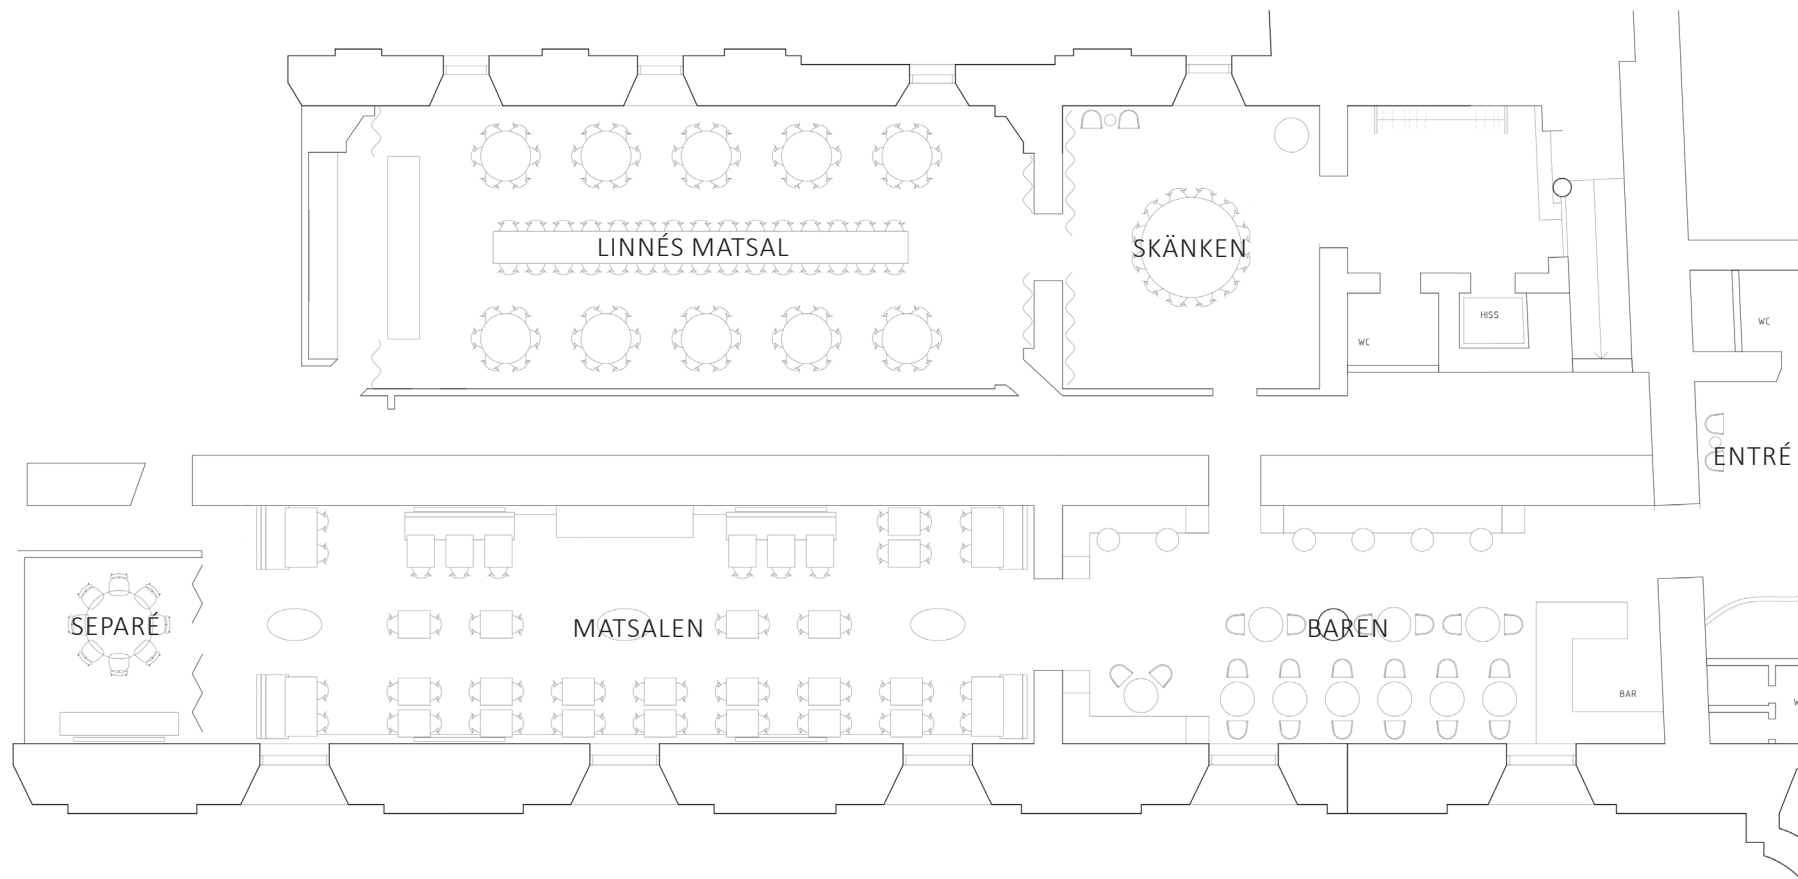 LINNÉS MATSAL
SKÄNKEN
HISS
WC
WC
ENTRÉ
SEPARÉ
MATSALEN
BAREN
BAR